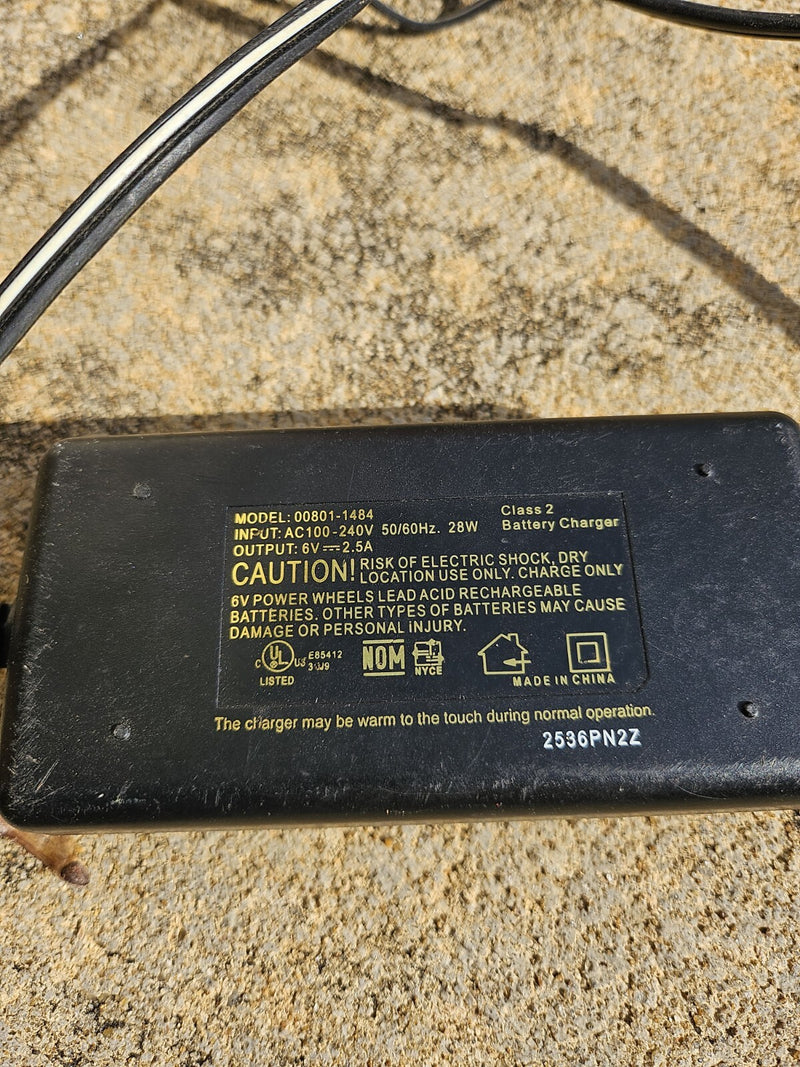 MODEL: 00801-1484 Class 2
INPUT: AC100-240V 50/60Hz. 28W Battery Charger
OUTPUT: 6V 2.5A
CAUTION! RISK OF ELECTRIC SHOCK, DRY
LOCATION USE ONLY. CHARGE ONLY
6V POWER WHEELS LEAD ACID RECHARGEABLE
BATTERIES. OTHER TYPES OF BATTERIES MAY CAUSE
DAMAGE OR PERSONAL INJURY.
C UL US E85412
LISTED
NOM
NYCE
MADE IN CHINA
The charger may be warm to the touch during normal operation.
2536PN2Z